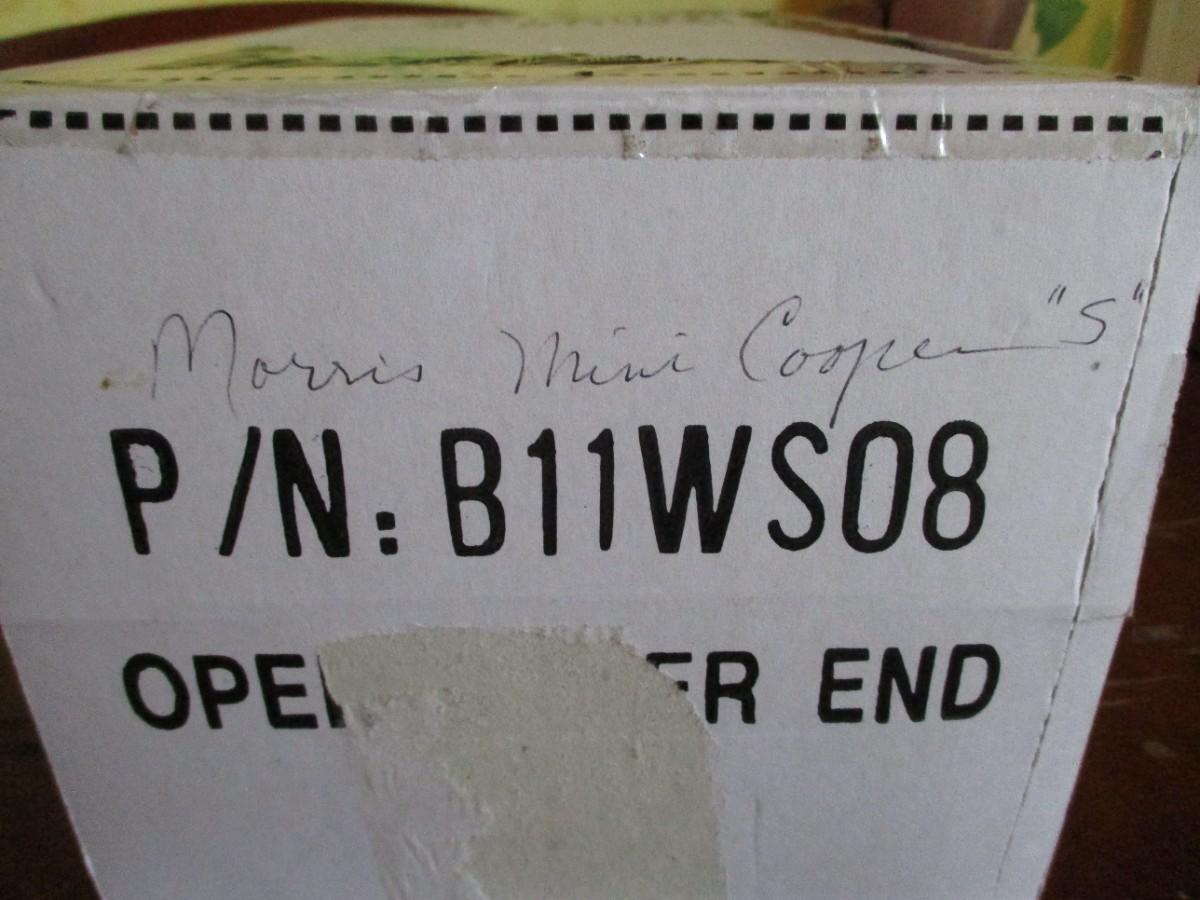 Morris Mini Cooper "S".
P/N: B11WS08
OPE ER END